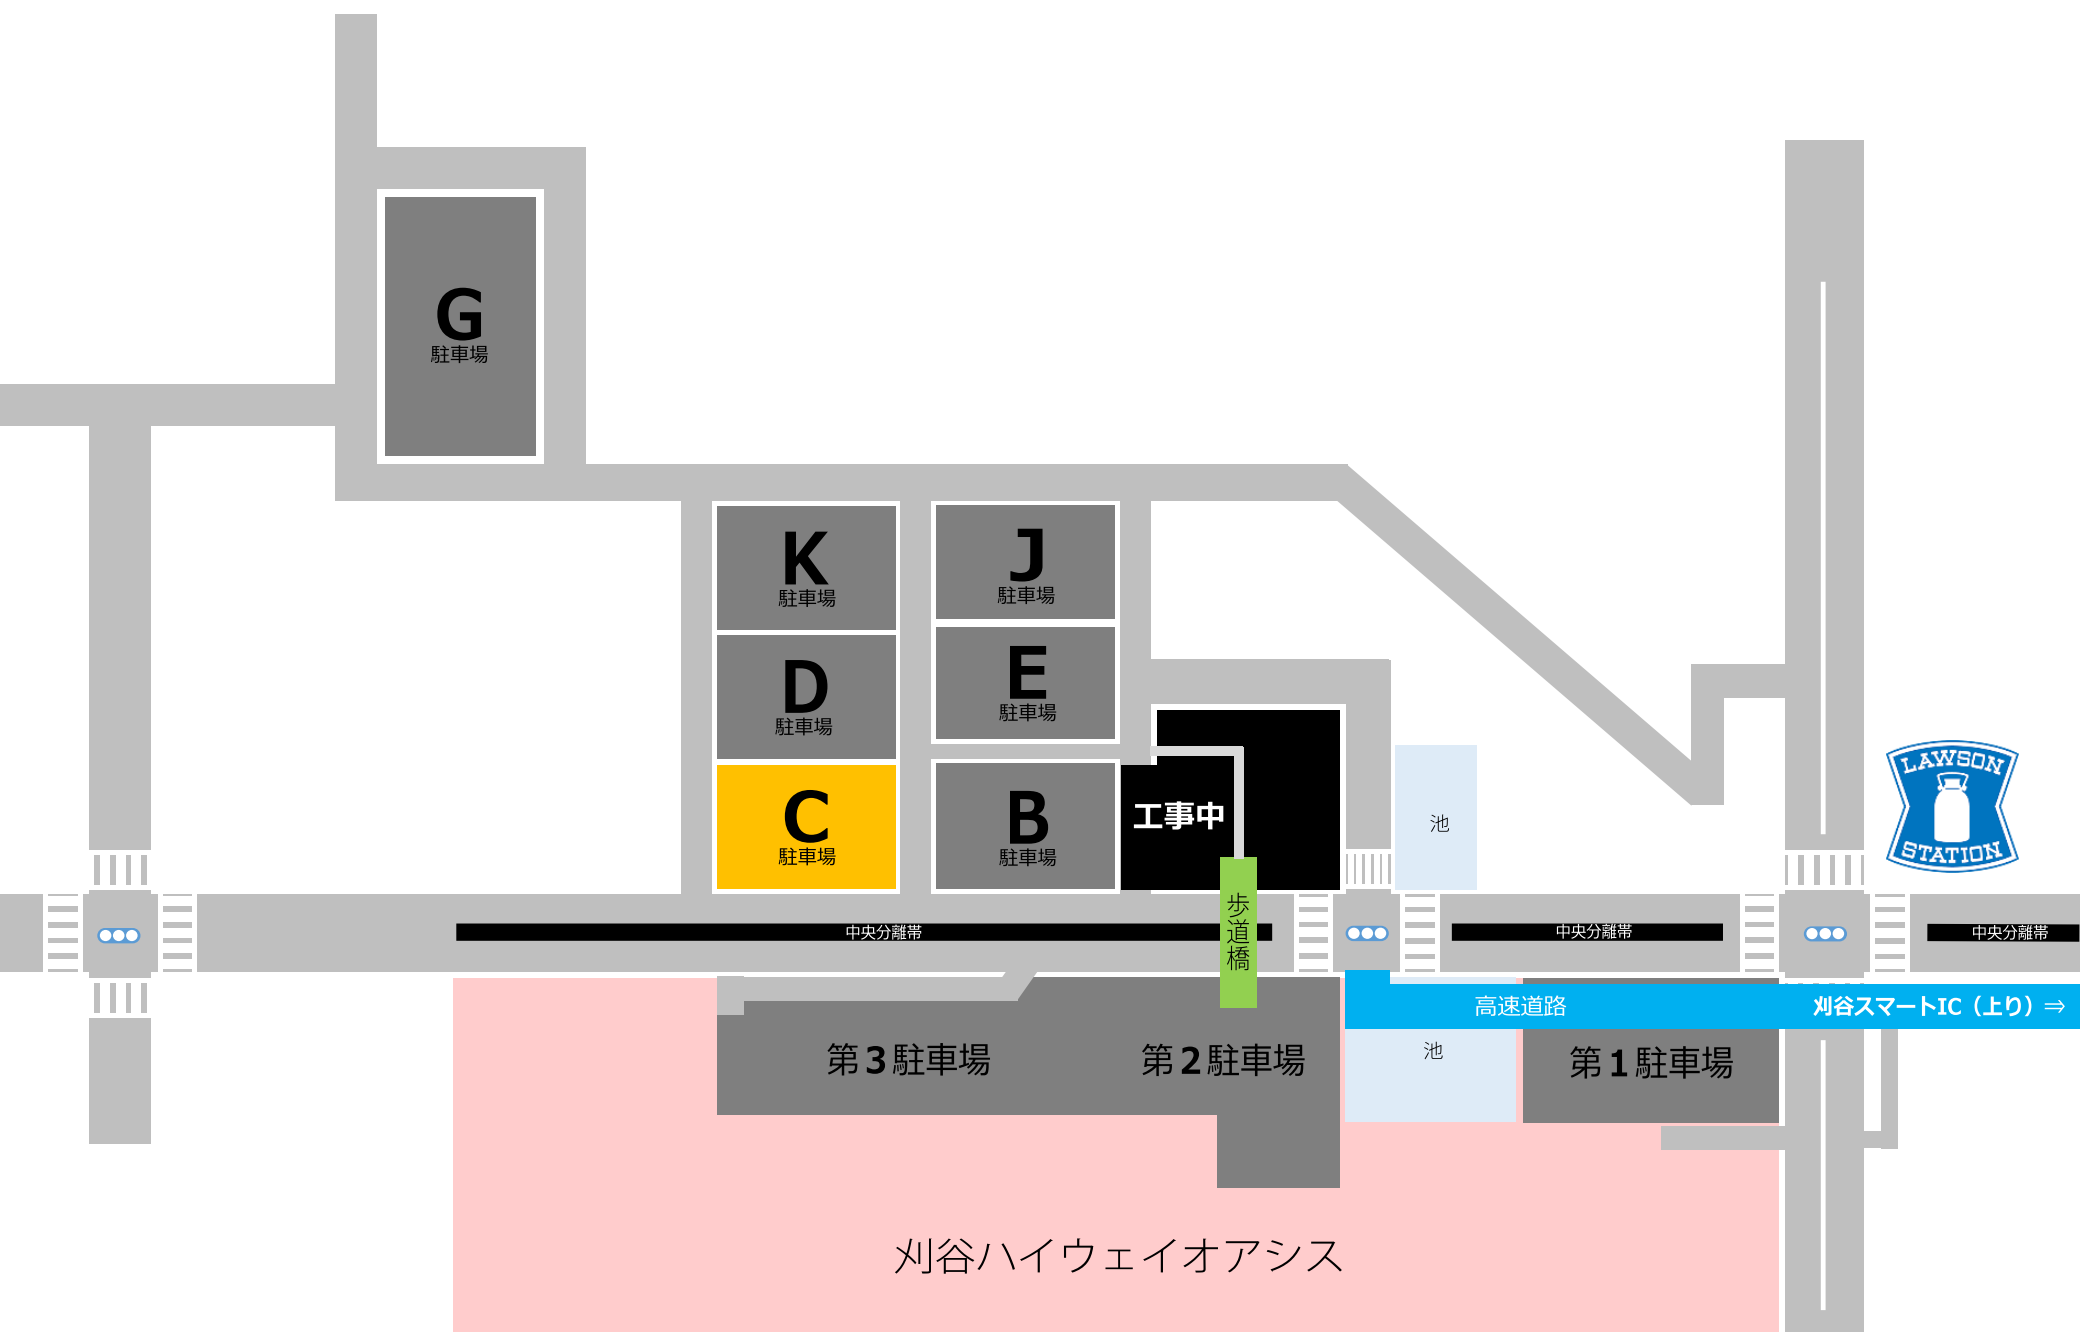 G
駐車場
K
駐車場
J
駐車場
D
駐車場
E
駐車場
C
駐車場
B
駐車場
工事中
池
LAWSON
STATION
歩道橋
中央分離帯
中央分離帯
中央分離帯
高速道路
刈谷スマートIC（上り）⇒
第3駐車場
第2駐車場
池
第1駐車場
刈谷ハイウェイオアシス